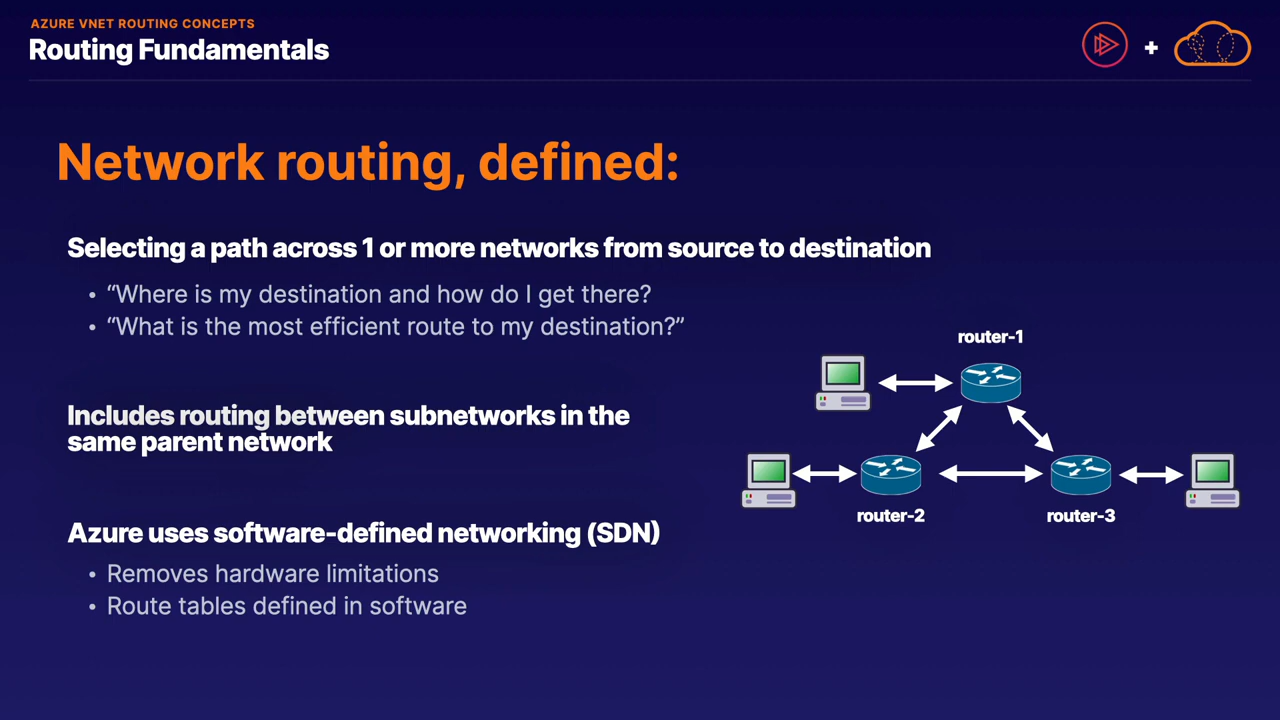 AZURE VNET ROUTING CONCEPTS
Routing Fundamentals
+
Network routing, defined:
Selecting a path across 1 or more networks from source to destination
• “Where is my destination and how do I get there?
• “What is the most efficient route to my destination?”
Includes routing between subnetworks in the
same parent network
Azure uses software-defined networking (SDN)
• Removes hardware limitations
• Route tables defined in software
router-1
router-2
router-3